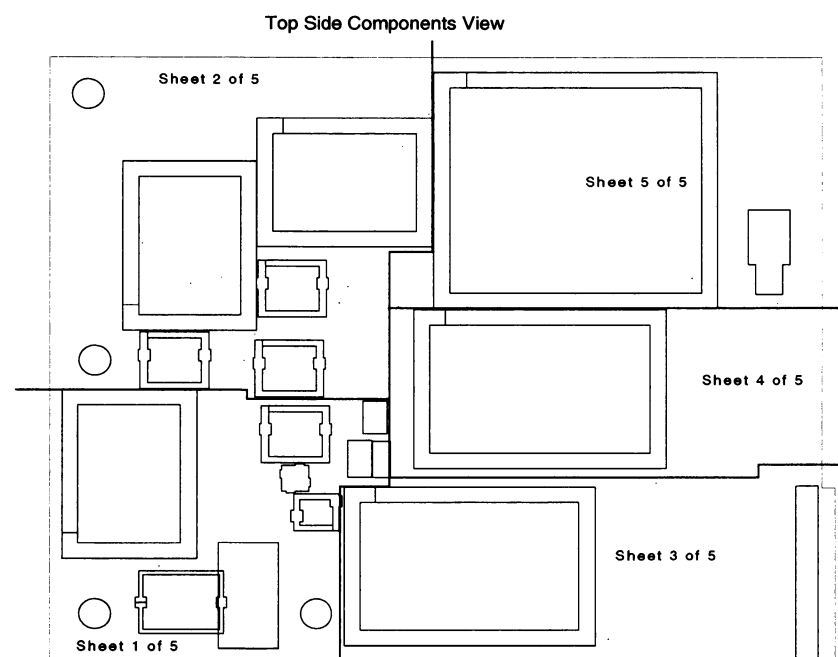 Top Side Components View
Sheet 2 of 5
Sheet 5 of 5
Sheet 4 of 5
Sheet 3 of 5
Sheet 1 of 5